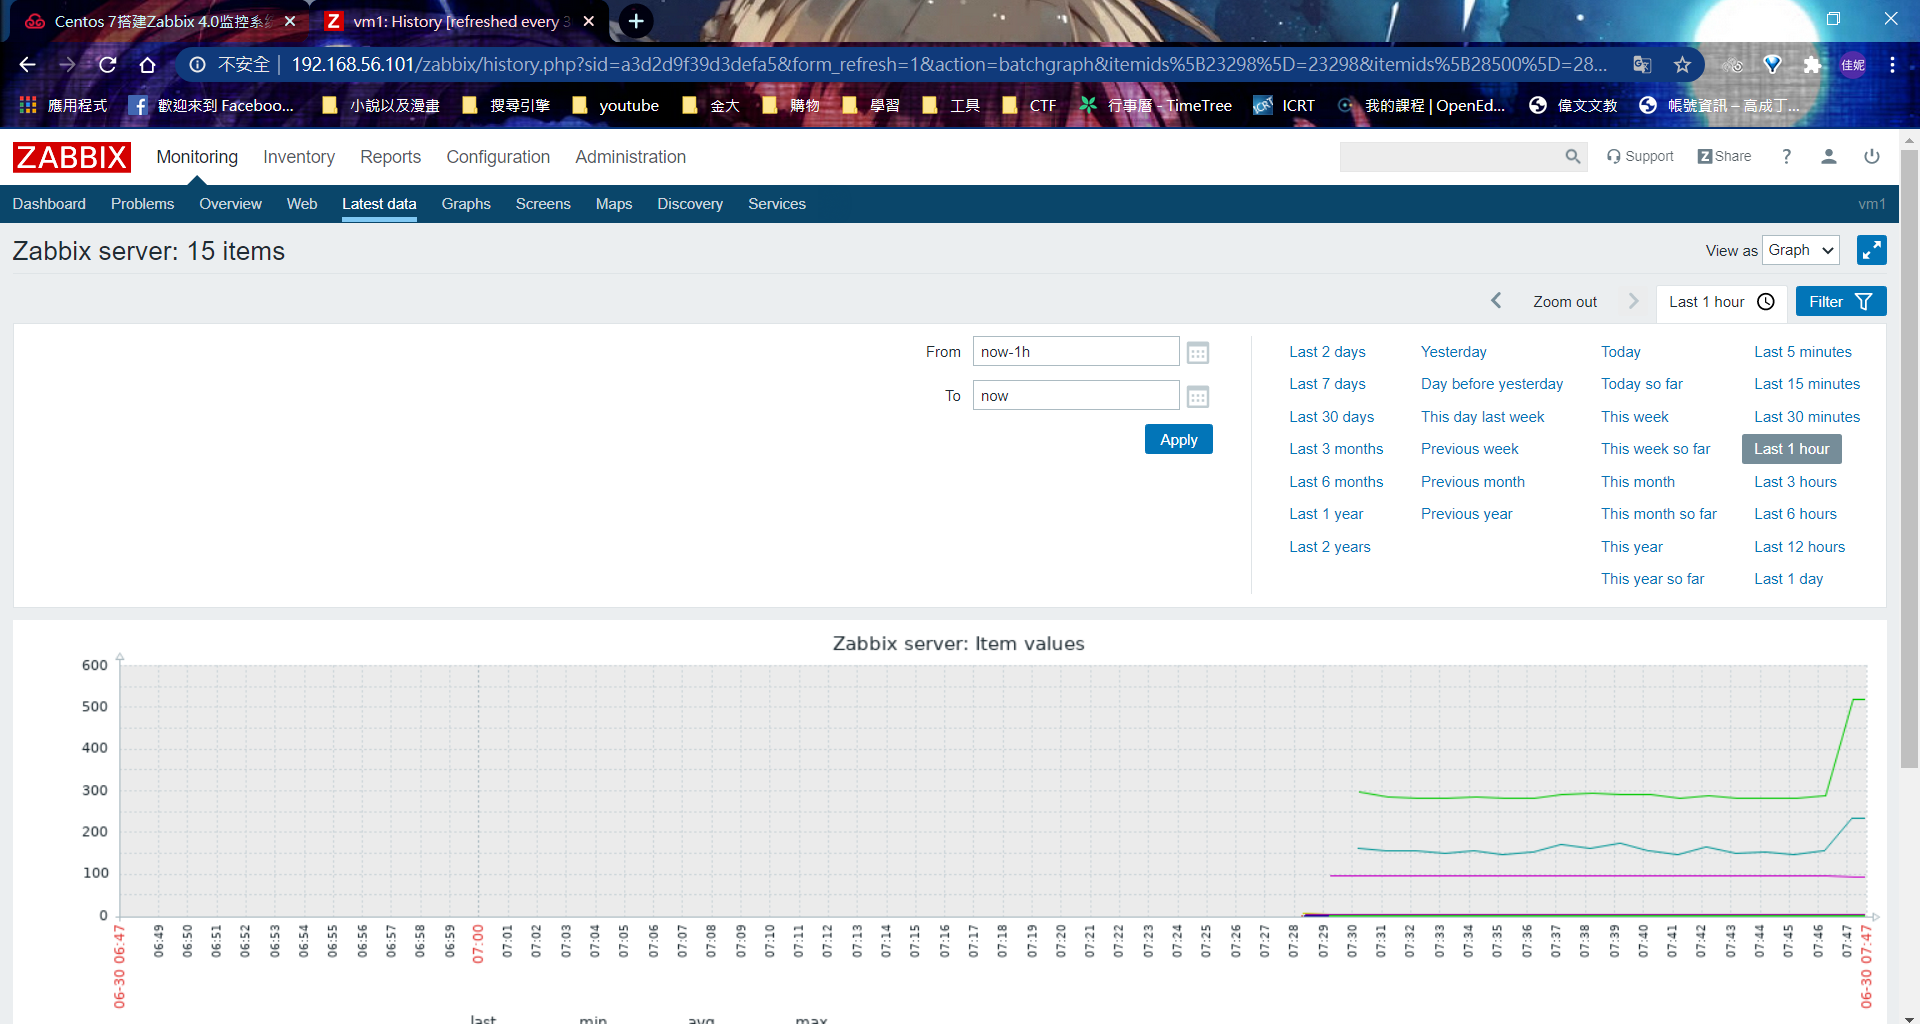 Centos 7搭建Zabbix 4.0监控系
vm1: History [refreshed every 3
不安全 | 192.168.56.101/zabbix/history.php?sid=a3d2d9f39d3defa5&form_refresh=1&action=batchgraph&itemids%5B23298%5D=23298&itemids%5B28500%5D=28...
佳妮
應用程式 歡迎來到 Faceboo... 小說以及漫畫 搜尋引擎 youtube 金大 購物 學習 工具 CTF 行事曆 - TimeTree ICRT 我的課程 | OpenEd... 偉文文教 帳號資訊 – 高成丁...
ZABBIX Monitoring Inventory Reports Configuration Administration Support Z Share ?
Dashboard Problems Overview Web Latest data Graphs Screens Maps Discovery Services vm1
Zabbix server: 15 items View as Graph
Zoom out Last 1 hour Filter
From now-1h
To now
Apply
Last 2 days Yesterday Today Last 5 minutes
Last 7 days Day before yesterday Today so far Last 15 minutes
Last 30 days This day last week This week Last 30 minutes
Last 3 months Previous week This week so far Last 1 hour
Last 6 months Previous month This month Last 3 hours
Last 1 year Previous year This month so far Last 6 hours
Last 2 years This year Last 12 hours
This year so far Last 1 day
Zabbix server: Item values
600
500
400
300
200
100
0
06-30 06:47 06:49 06:50 06:51 06:52 06:53 06:54 06:55 06:56 06:57 06:58 06:59 07:00 07:01 07:02 07:03 07:04 07:05 07:06 07:07 07:08 07:09 07:10 07:11 07:12 07:13 07:14 07:15 07:16 07:17 07:18 07:19 07:20 07:21 07:22 07:23 07:24 07:25 07:26 07:27 07:28 07:29 07:30 07:31 07:32 07:33 07:34 07:35 07:36 07:37 07:38 07:39 07:40 07:41 07:42 07:43 07:44 07:45 07:46 07:47 06-30 07:47
last min avg max